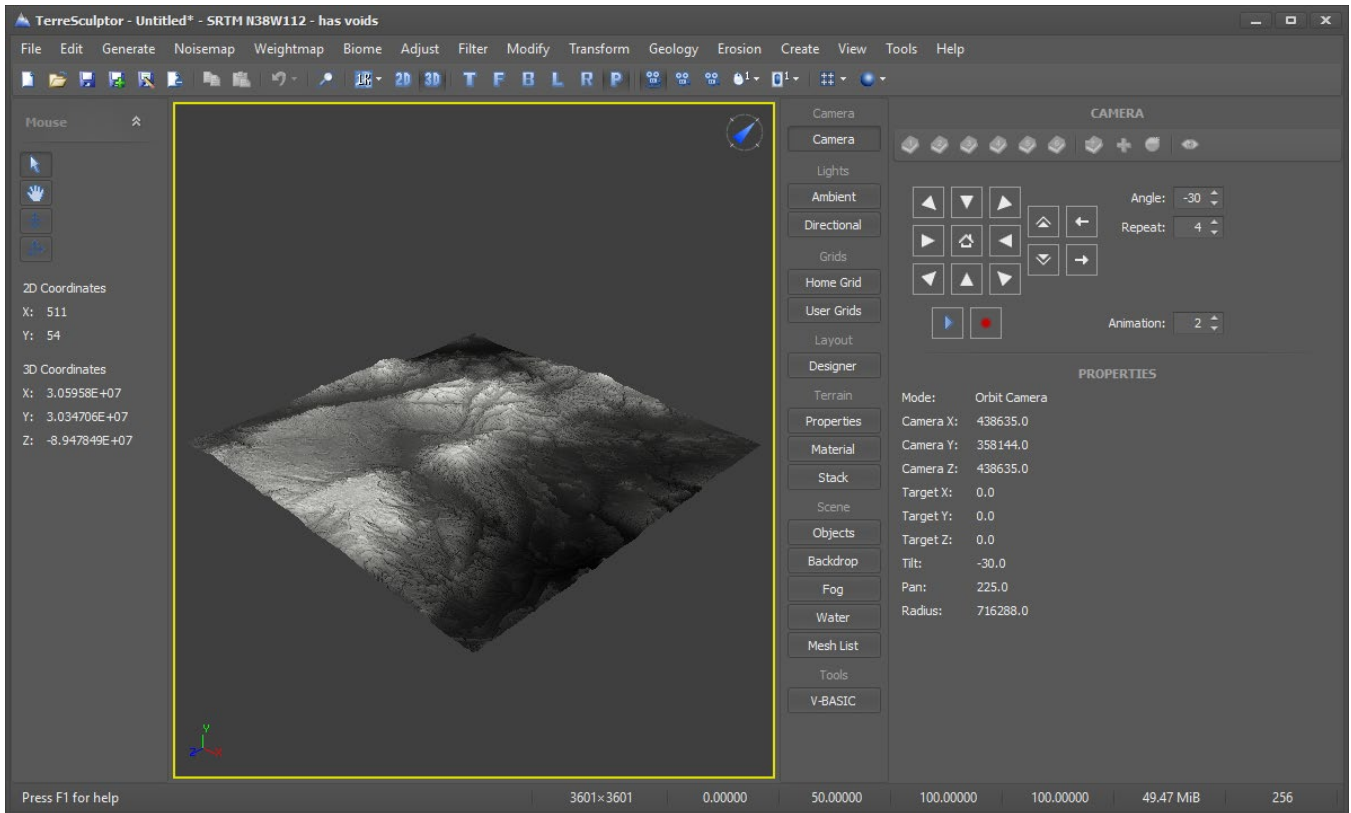 TerreSculptor - Untitled* - SRTM N38W112 - has voids
File Edit Generate Noisemap Weightmap Biome Adjust Filter Modify Transform Geology Erosion Create View Tools Help
2D 3D T F B L R P
Mouse
2D Coordinates
X: 511
Y: 54
3D Coordinates
X: 3.05958E+07
Y: 3.034706E+07
Z: -8.947849E+07
Y
Z X
Camera
Camera
Lights
Ambient
Directional
Grids
Home Grid
User Grids
Layout
Designer
Terrain
Properties
Material
Stack
Scene
Objects
Backdrop
Fog
Water
Mesh List
Tools
V-BASIC
CAMERA
Angle: -30
Repeat: 4
Animation: 2
PROPERTIES
Mode: Orbit Camera
Camera X: 438635.0
Camera Y: 358144.0
Camera Z: 438635.0
Target X: 0.0
Target Y: 0.0
Target Z: 0.0
Tilt: -30.0
Pan: 225.0
Radius: 716288.0
Press F1 for help 3601×3601 0.00000 50.00000 100.00000 100.00000 49.47 MiB 256